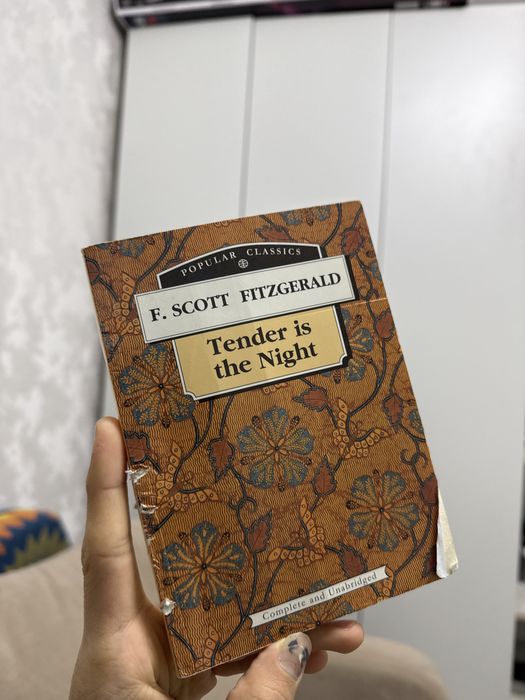 POPULAR CLASSICS
F. SCOTT FITZGERALD
Tender is
the Night
Complete and Unabridged